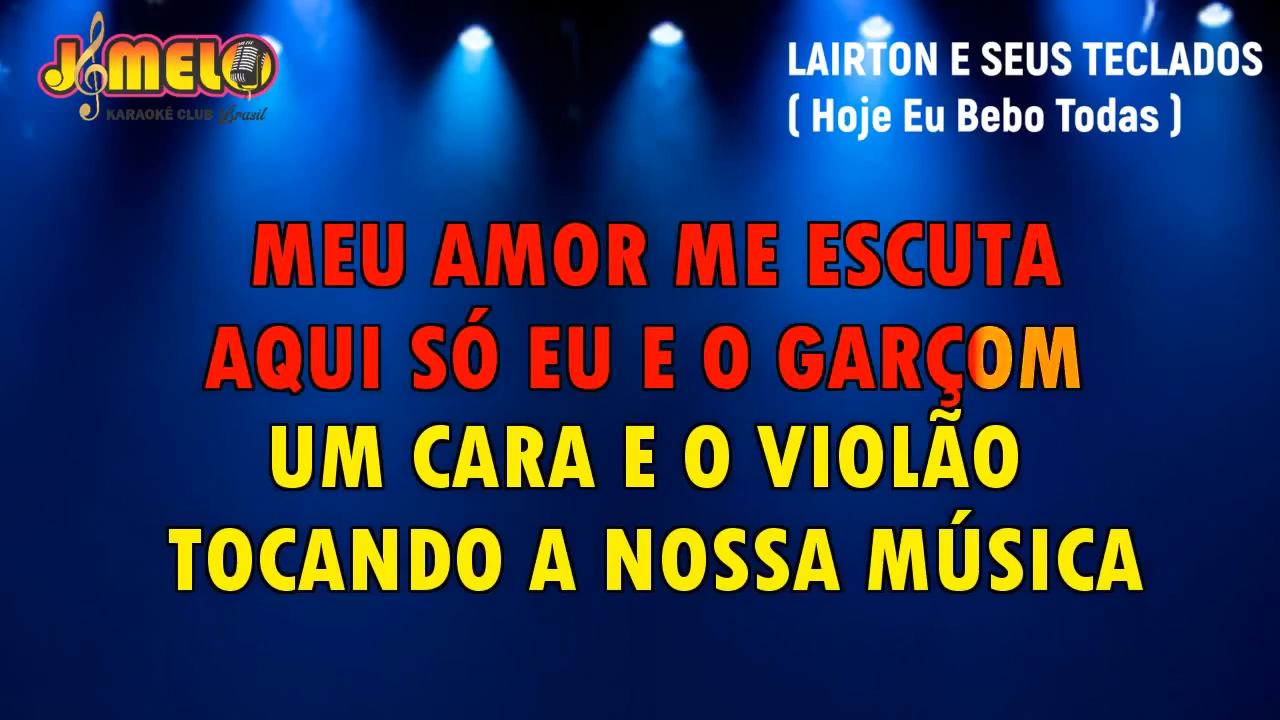 J MELO
KARAOKÊ CLUB Brasil
LAIRTON E SEUS TECLADOS
( Hoje Eu Bebo Todas )
MEU AMOR ME ESCUTA
AQUI SÓ EU E O GARÇOM
UM CARA E O VIOLÃO
TOCANDO A NOSSA MÚSICA